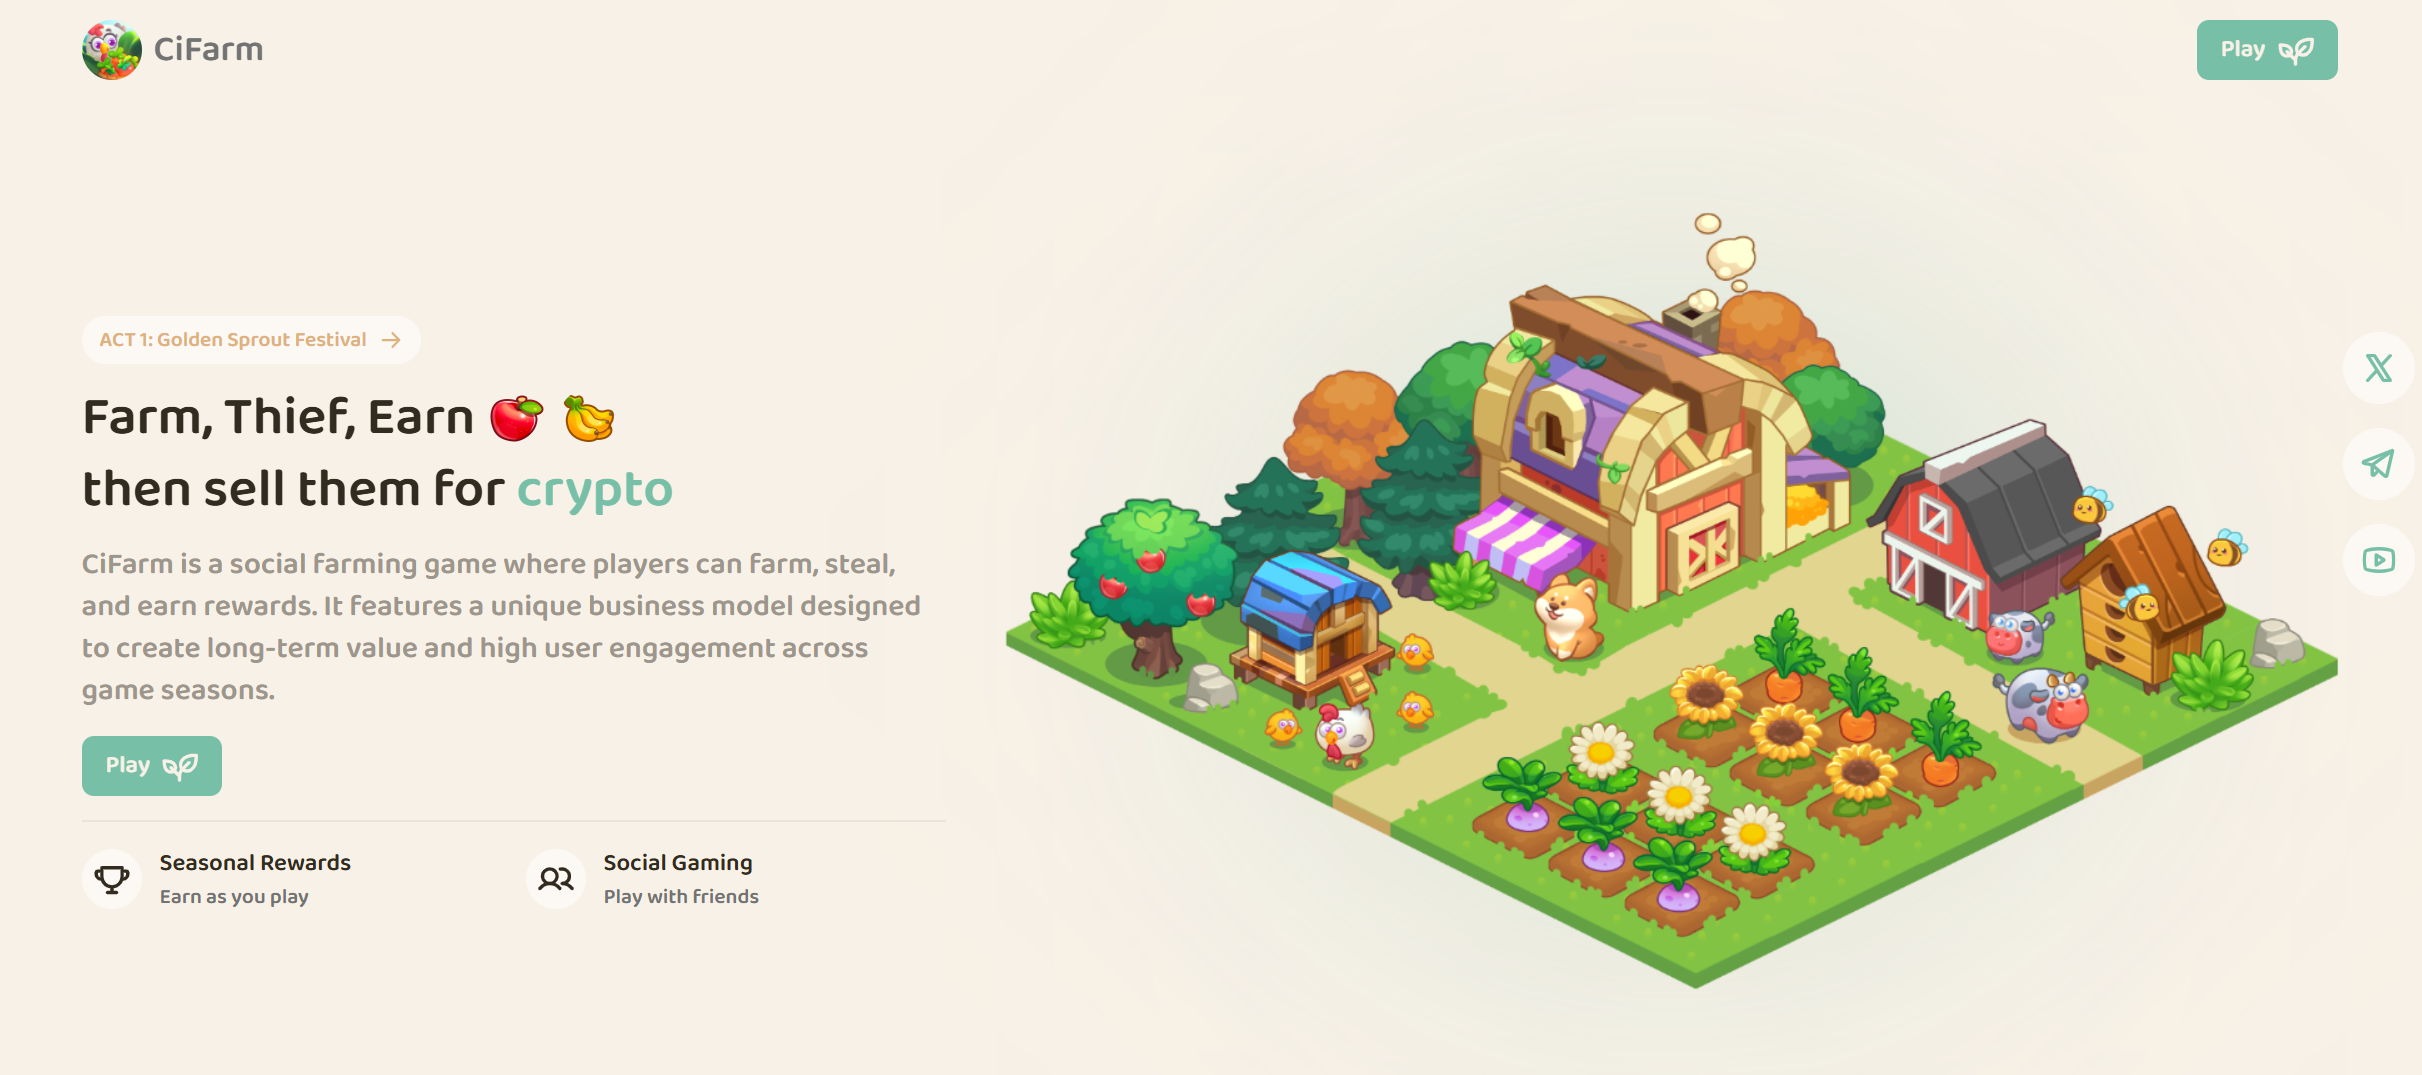 CiFarm
Play
ACT 1: Golden Sprout Festival
Farm, Thief, Earn
then sell them for crypto
CiFarm is a social farming game where players can farm, steal,
and earn rewards. It features a unique business model designed
to create long-term value and high user engagement across
game seasons.
Play
Seasonal Rewards
Earn as you play
Social Gaming
Play with friends